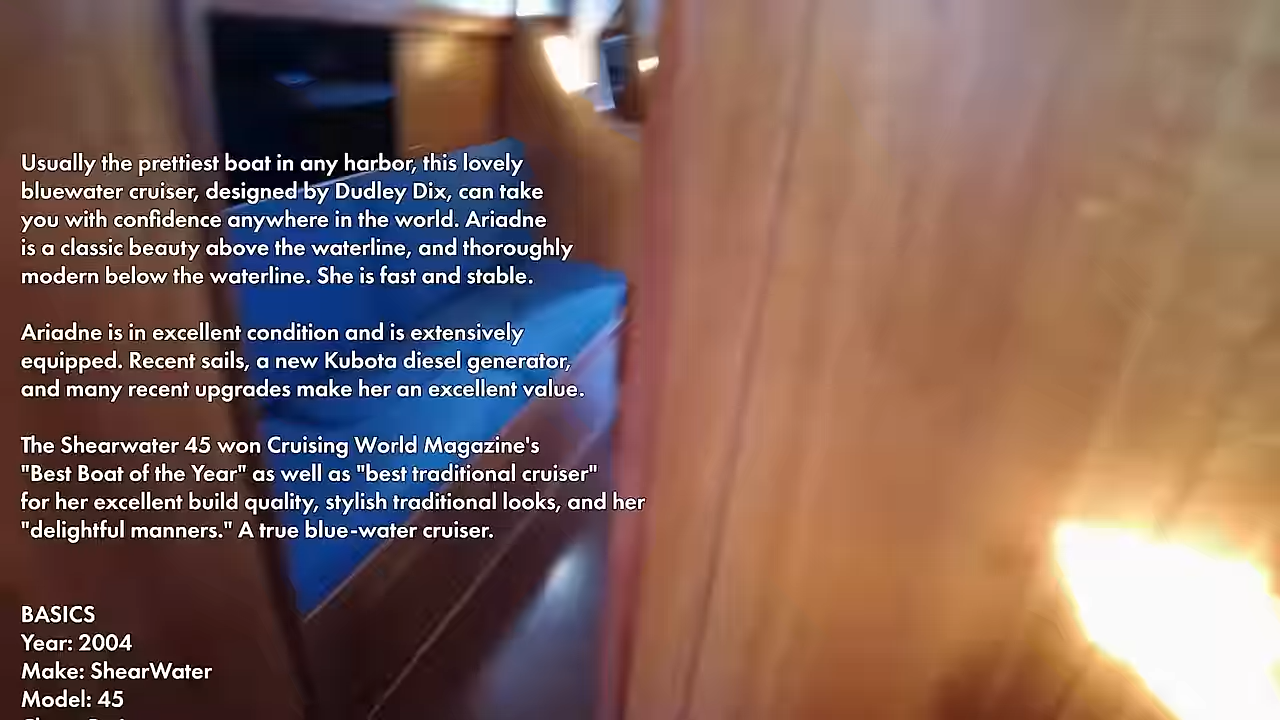 Usually the prettiest boat in any harbor, this lovely
bluewater cruiser, designed by Dudley Dix, can take
you with confidence anywhere in the world. Ariadne
is a classic beauty above the waterline, and thoroughly
modern below the waterline. She is fast and stable.
Ariadne is in excellent condition and is extensively
equipped. Recent sails, a new Kubota diesel generator,
and many recent upgrades make her an excellent value.
The Shearwater 45 won Cruising World Magazine's
"Best Boat of the Year" as well as "best traditional cruiser"
for her excellent build quality, stylish traditional looks, and her
"delightful manners." A true blue-water cruiser.
BASICS
Year: 2004
Make: ShearWater
Model: 45